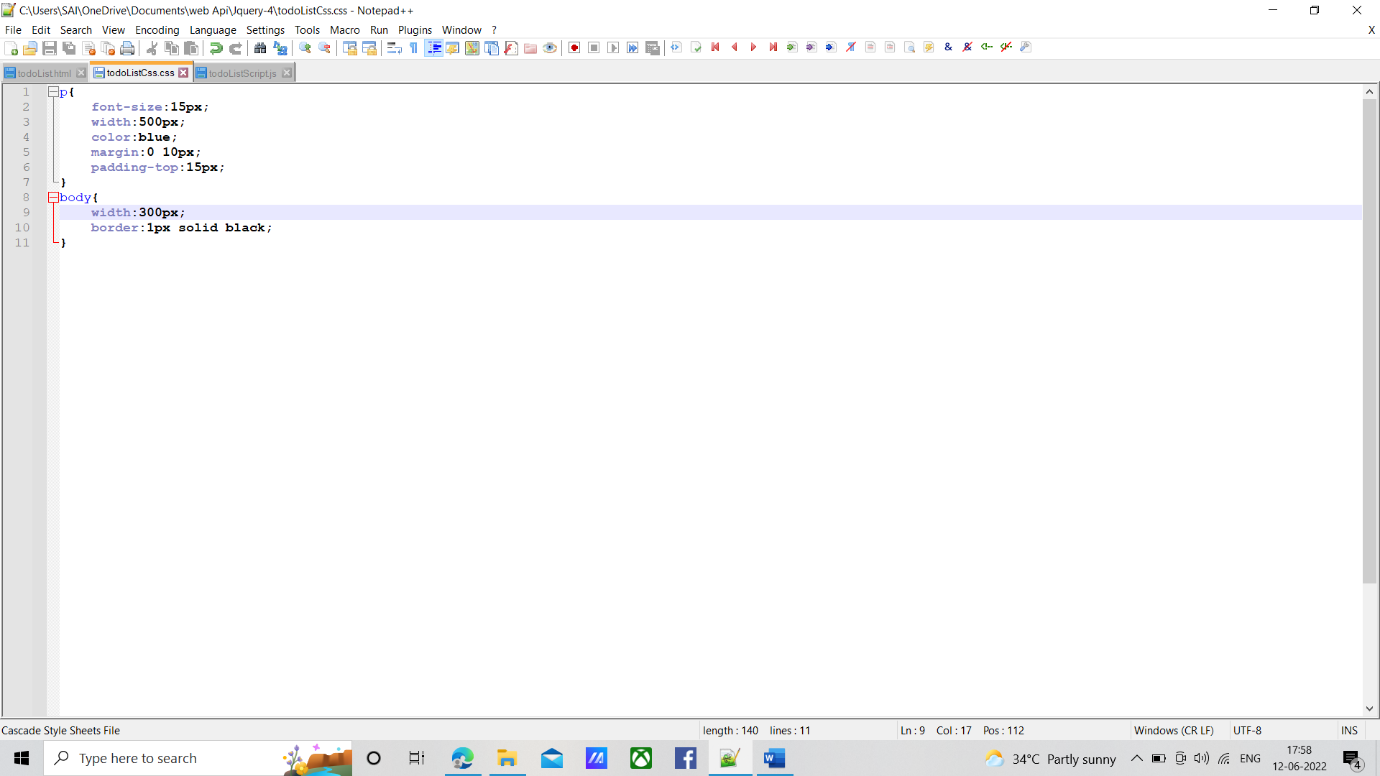 C:\Users\SAI\OneDrive\Documents\web Api\Jquery-4\todoListCss.css - Notepad++
File Edit Search View Encoding Language Settings Tools Macro Run Plugins Window ? X
todoList.html todoListCss.css todoListScript.js
1 p{
2 font-size:15px;
3 width:500px;
4 color:blue;
5 margin:0 10px;
6 padding-top:15px;
7 }
8 body{
9 width:300px;
10 border:1px solid black;
11 }
Cascade Style Sheets File length : 140 lines : 11 Ln : 9 Col : 17 Pos : 112 Windows (CR LF) UTF-8 INS
Type here to search 34°C Partly sunny ENG 17:58
12-06-2022 4